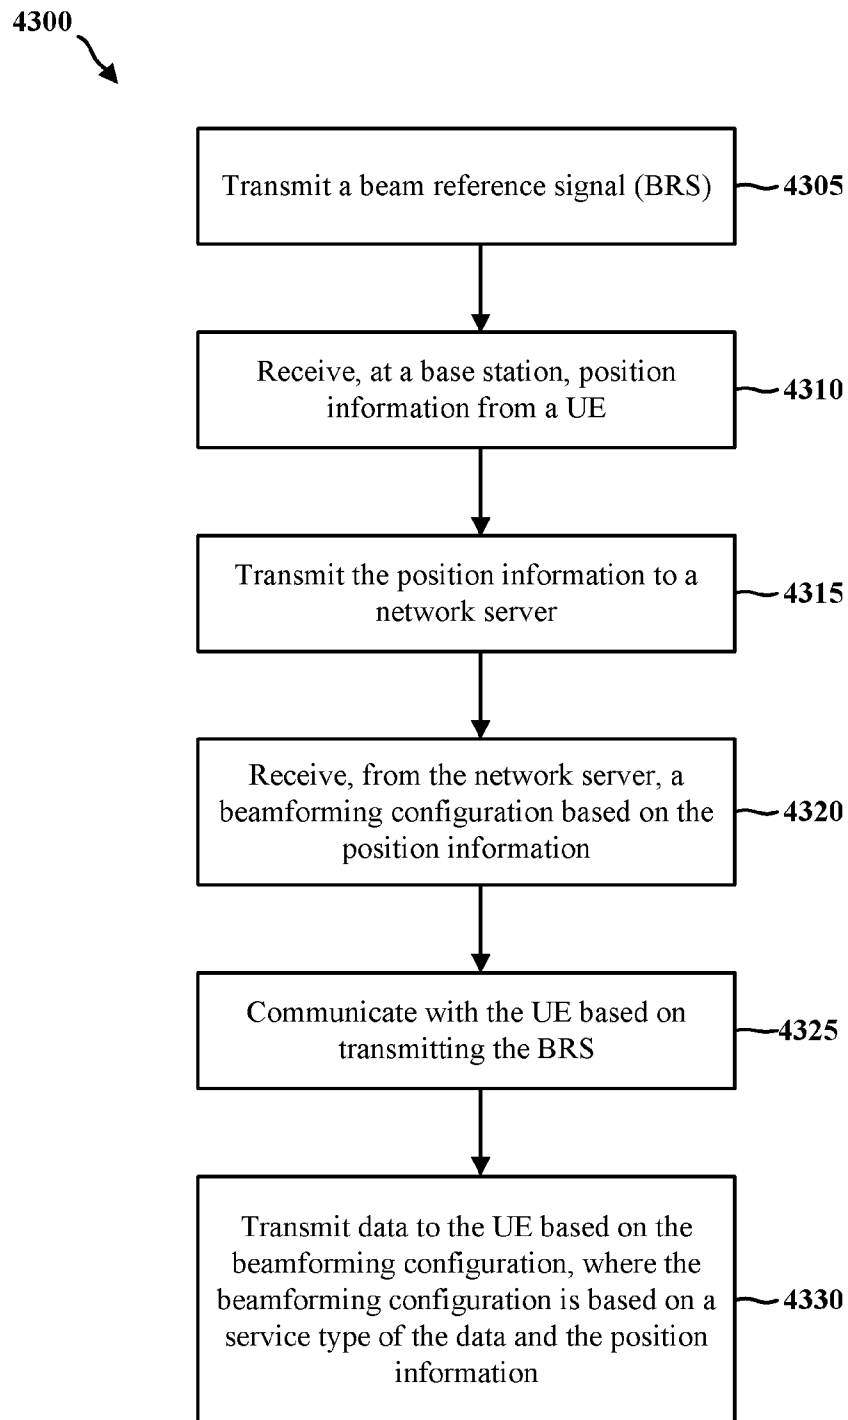 4300
Transmit a beam reference signal (BRS)
4305
Receive, at a base station, position
information from a UE
4310
Transmit the position information to a
network server
4315
Receive, from the network server, a
beamforming configuration based on the
position information
4320
Communicate with the UE based on
transmitting the BRS
4325
Transmit data to the UE based on the
beamforming configuration, where the
beamforming configuration is based on a
service type of the data and the position
information
4330